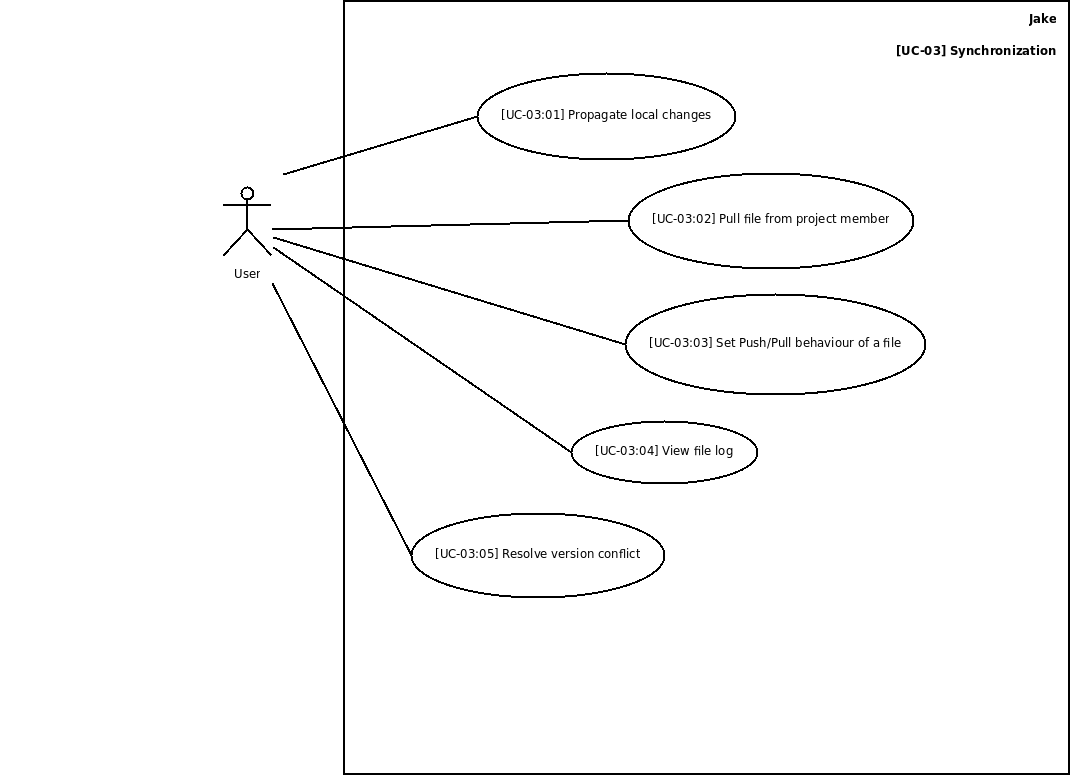 Jake
[UC-03] Synchronization
[UC-03:01] Propagate local changes
[UC-03:02] Pull file from project member
User
[UC-03:03] Set Push/Pull behaviour of a file
[UC-03:04] View file log
[UC-03:05] Resolve version conflict